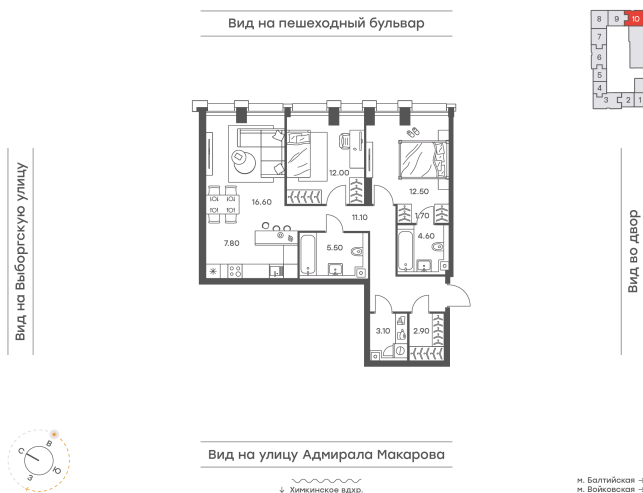 Вид на пешеходный бульвар
8 9 10
7
6
5
4
3 2 1
Вид на Выборгскую улицу
Вид во двор
12.00
12.50
16.60
11.10
1.70
7.80
5.50
4.60
3.10
2.90
Вид на улицу Адмирала Макарова
↓ Химкинское вдхр.
С В Ю З
м. Балтийская →
м. Войковская →